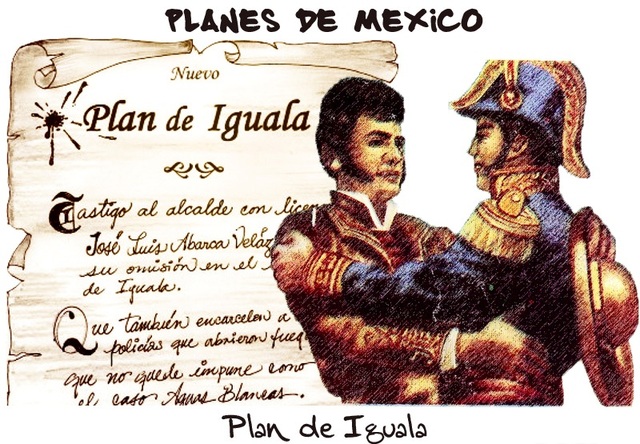 PLANES DE MEXICO
Nuevo
Plan de Iguala
Castigo al alcalde con licen
José Luis Abarca Veláz
su omisión en el
de Iguala.
Que también encarcelen a
policías que abrieron fueg
que no quede impune como
el caso Aguas Blancas.
Plan de Iguala